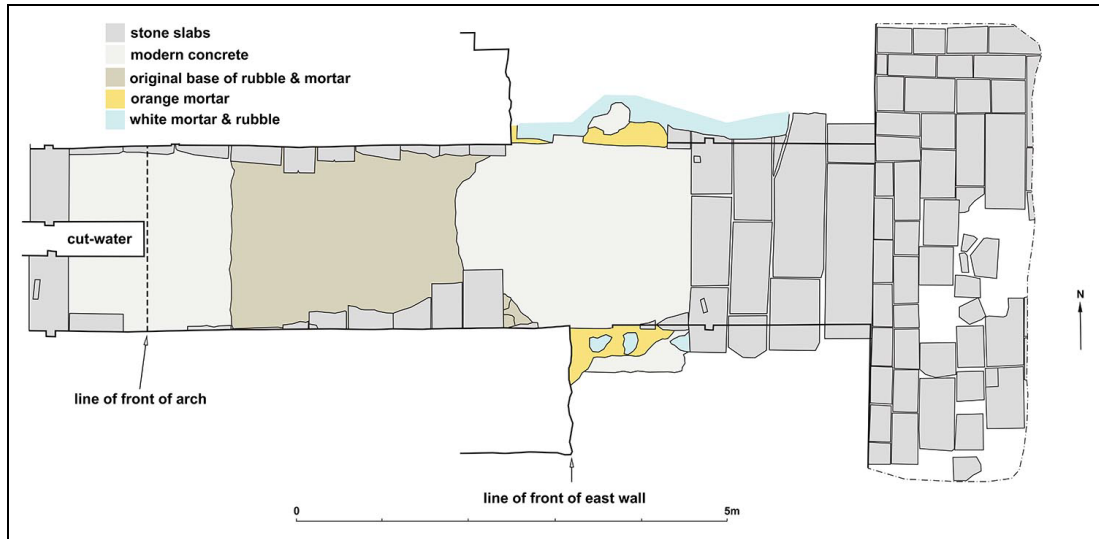 stone slabs
modern concrete
original base of rubble & mortar
orange mortar
white mortar & rubble
cut-water
N
line of front of arch
line of front of east wall
0
5m